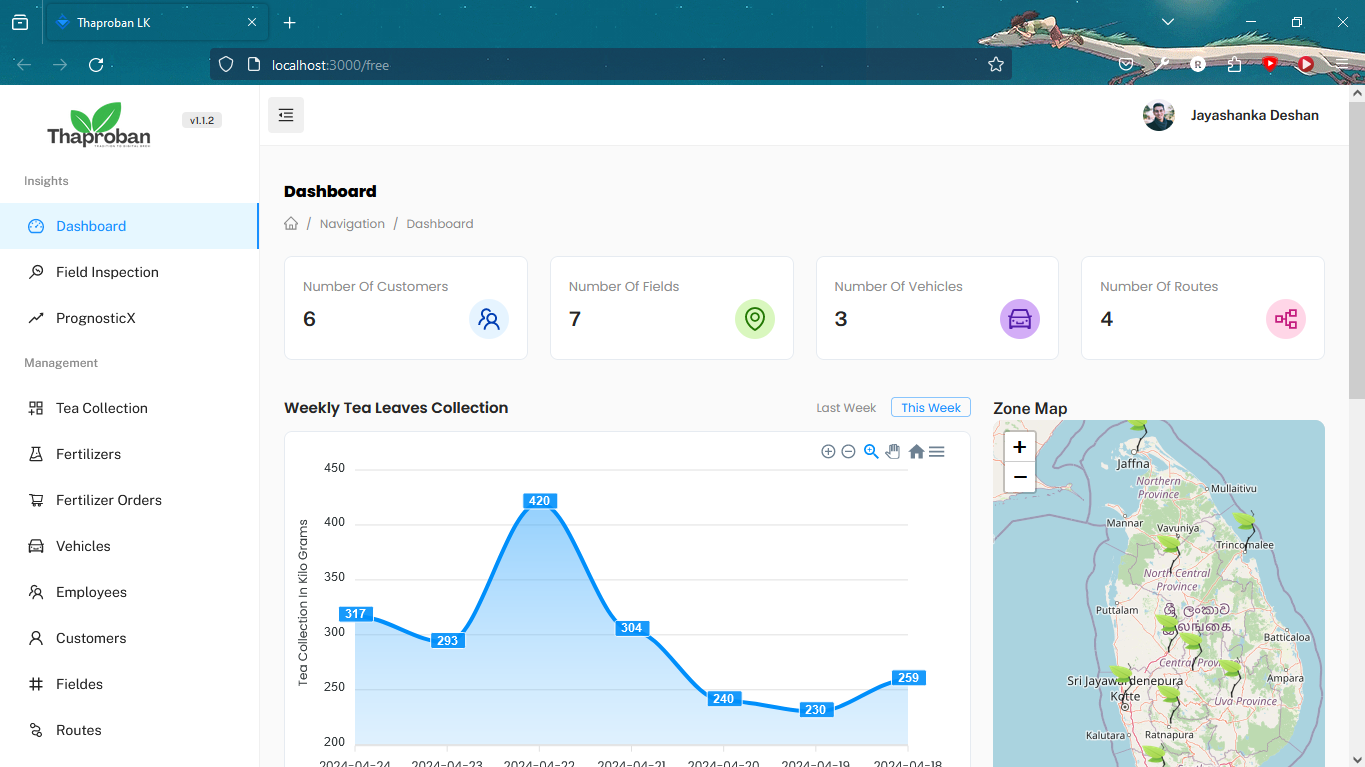 Thaproban LK
localhost:3000/free
R
Thaproban
v1.1.2
Jayashanka Deshan
Insights
Dashboard
Field Inspection
PrognosticX
Management
Tea Collection
Fertilizers
Fertilizer Orders
Vehicles
Employees
Customers
Fieldes
Routes
Dashboard
/ Navigation / Dashboard
Number Of Customers
6
Number Of Fields
7
Number Of Vehicles
3
Number Of Routes
4
Weekly Tea Leaves Collection
Last Week
This Week
Tea Collection In Kilo Grams
450
400
350
300
250
200
317
293
420
304
240
230
259
2024-04-24
2024-04-23
2024-04-22
2024-04-21
2024-04-20
2024-04-19
2024-04-18
Zone Map
+
−
Jaffna
Northern
Province
Mullaitivu
Mannar
Vavuniya
Trincomalee
North Central
Province
Puttalam
ශ්‍රී ලංකාව
Batticaloa
Sri Jayawardenepura
Kotte
Ampara
Uva Province
Kalutara
Ratnapura